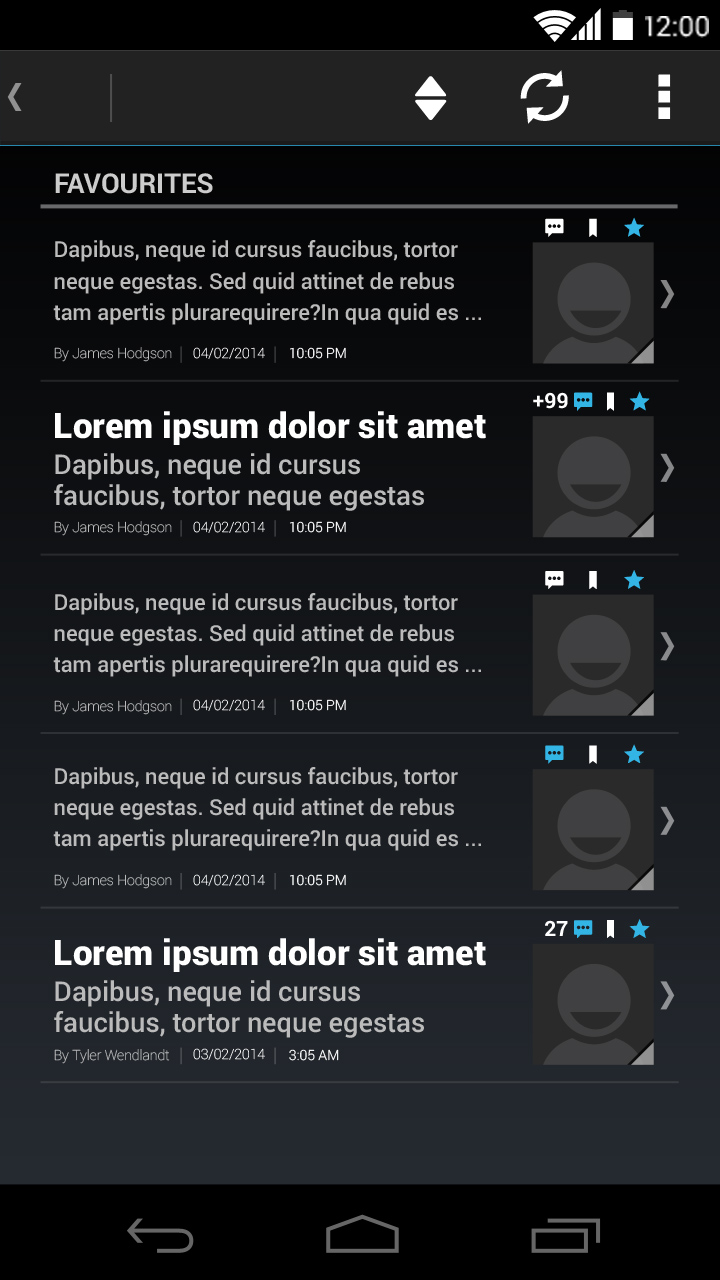 12:00
FAVOURITES
Dapibus, neque id cursus faucibus, tortor
neque egestas. Sed quid attinet de rebus
tam apertis plurarequirere?In qua quid es ...
By James Hodgson | 04/02/2014 | 10:05 PM
+99
Lorem ipsum dolor sit amet
Dapibus, neque id cursus
faucibus, tortor neque egestas
By James Hodgson | 04/02/2014 | 10:05 PM
Dapibus, neque id cursus faucibus, tortor
neque egestas. Sed quid attinet de rebus
tam apertis plurarequirere?In qua quid es ...
By James Hodgson | 04/02/2014 | 10:05 PM
Dapibus, neque id cursus faucibus, tortor
neque egestas. Sed quid attinet de rebus
tam apertis plurarequirere?In qua quid es ...
By James Hodgson | 04/02/2014 | 10:05 PM
27
Lorem ipsum dolor sit amet
Dapibus, neque id cursus
faucibus, tortor neque egestas
By Tyler Wendlandt | 03/02/2014 | 3:05 AM